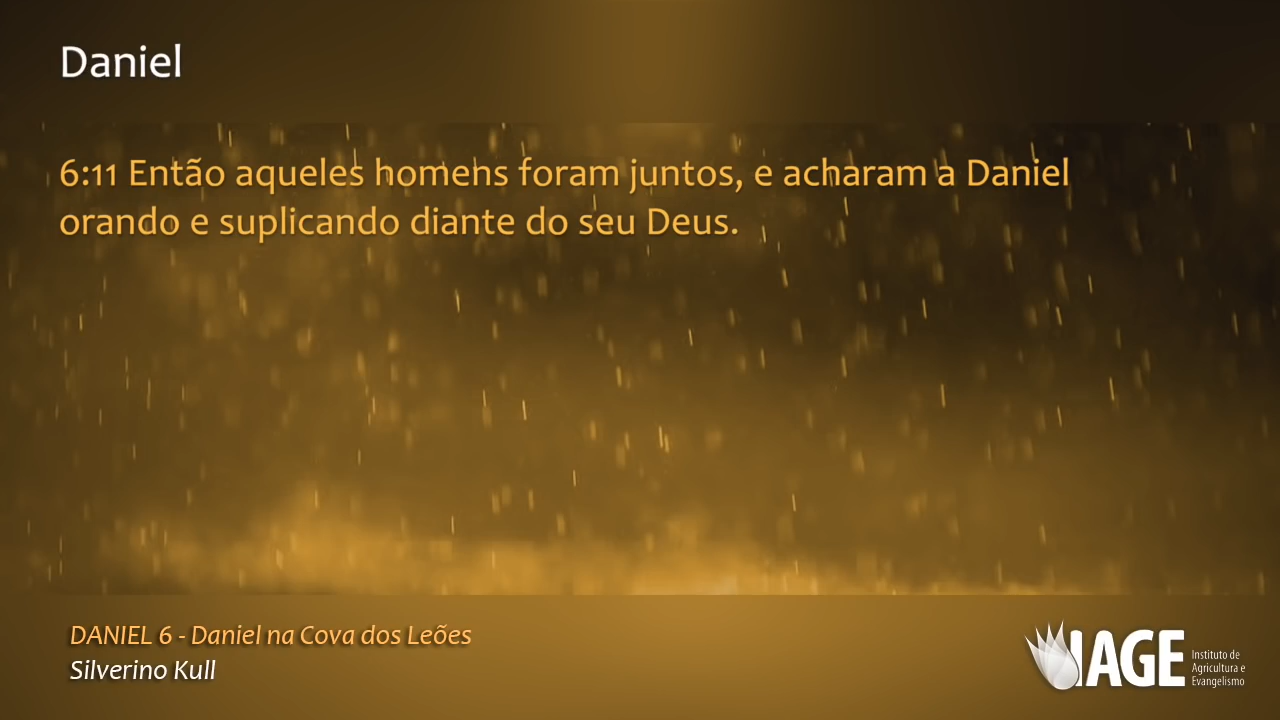 Daniel
6:11 Então aqueles homens foram juntos, e acharam a Daniel
orando e suplicando diante do seu Deus.
DANIEL 6 - Daniel na Cova dos Leões
Silverino Kull
IAGE
Instituto de
Agricultura e
Evangelismo